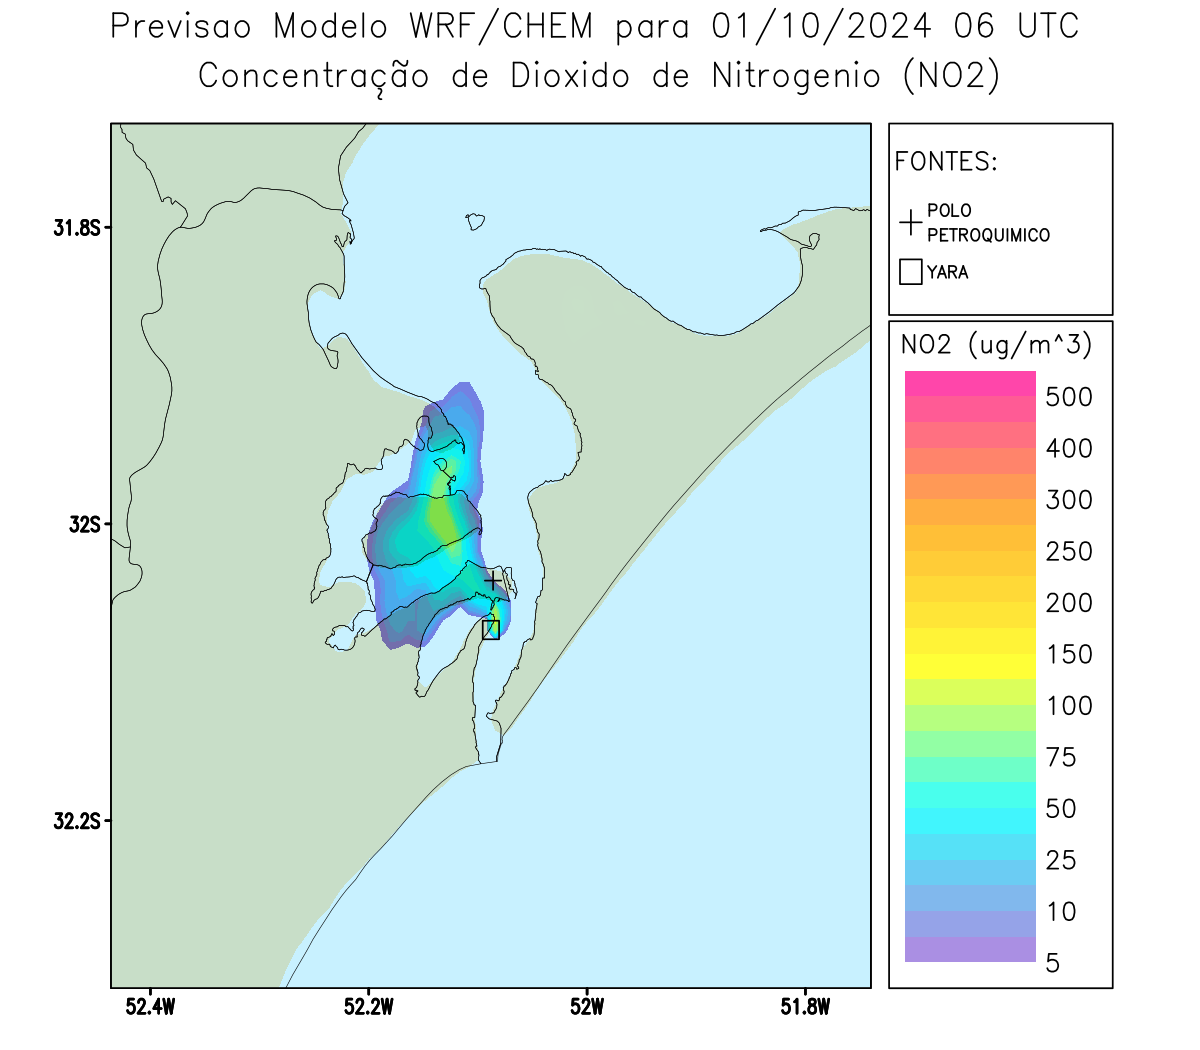 Previsao Modelo WRF/CHEM para 01/10/2024 06 UTC
Concentração de Dioxido de Nitrogenio (NO2)
FONTES:
POLO
PETROQUIMICO
YARA
NO2 (ug/m^3)
500
400
300
250
200
150
100
75
50
25
10
5
31.8S
32S
32.2S
52.4W
52.2W
52W
51.8W